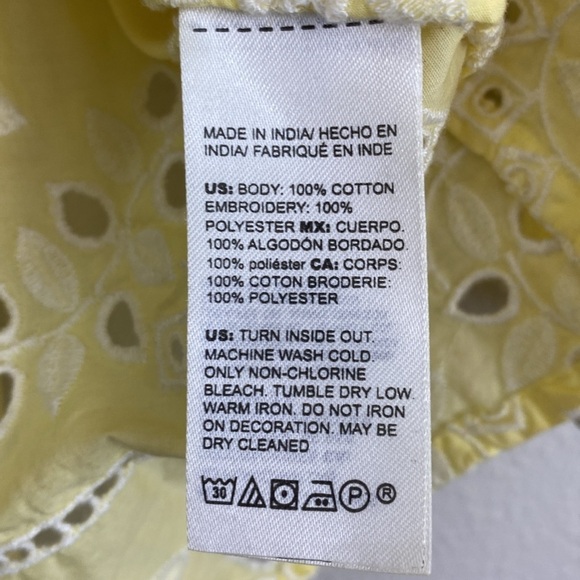 MADE IN INDIA/ HECHO EN
INDIA/ FABRIQUÉ EN INDE
US: BODY: 100% COTTON
EMBROIDERY: 100%
POLYESTER MX: CUERPO.
100% ALGODÓN BORDADO.
100% poliéster CA: CORPS:
100% COTON BRODERIE:
100% POLYESTER
US: TURN INSIDE OUT.
MACHINE WASH COLD.
ONLY NON-CHLORINE
BLEACH. TUMBLE DRY LOW.
WARM IRON. DO NOT IRON
ON DECORATION. MAY BE
DRY CLEANED
30 P ®